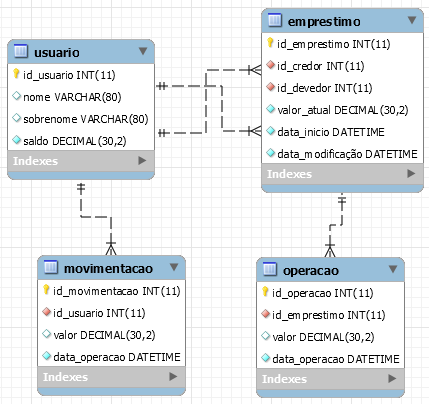 usuario
id_usuario INT(11)
nome VARCHAR(80)
sobrenome VARCHAR(80)
saldo DECIMAL(30,2)
Indexes
emprestimo
id_emprestimo INT(11)
id_credor INT(11)
id_devedor INT(11)
valor_atual DECIMAL(30,2)
data_inicio DATETIME
data_modificação DATETIME
Indexes
movimentacao
id_movimentacao INT(11)
id_usuario INT(11)
valor DECIMAL(30,2)
data_operacao DATETIME
Indexes
operacao
id_operacao INT(11)
id_emprestimo INT(11)
valor DECIMAL(30,2)
data_operacao DATETIME
Indexes